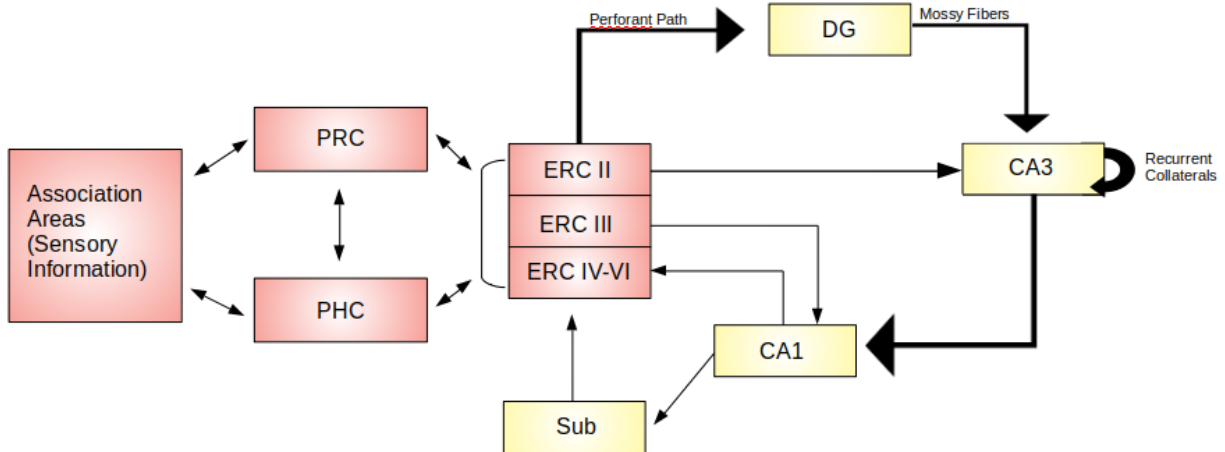 Perforant Path
DG
Mossy Fibers
PRC
ERC II
CA3
Recurrent
Collaterals
Association
Areas
(Sensory
Information)
ERC III
ERC IV-VI
PHC
CA1
Sub